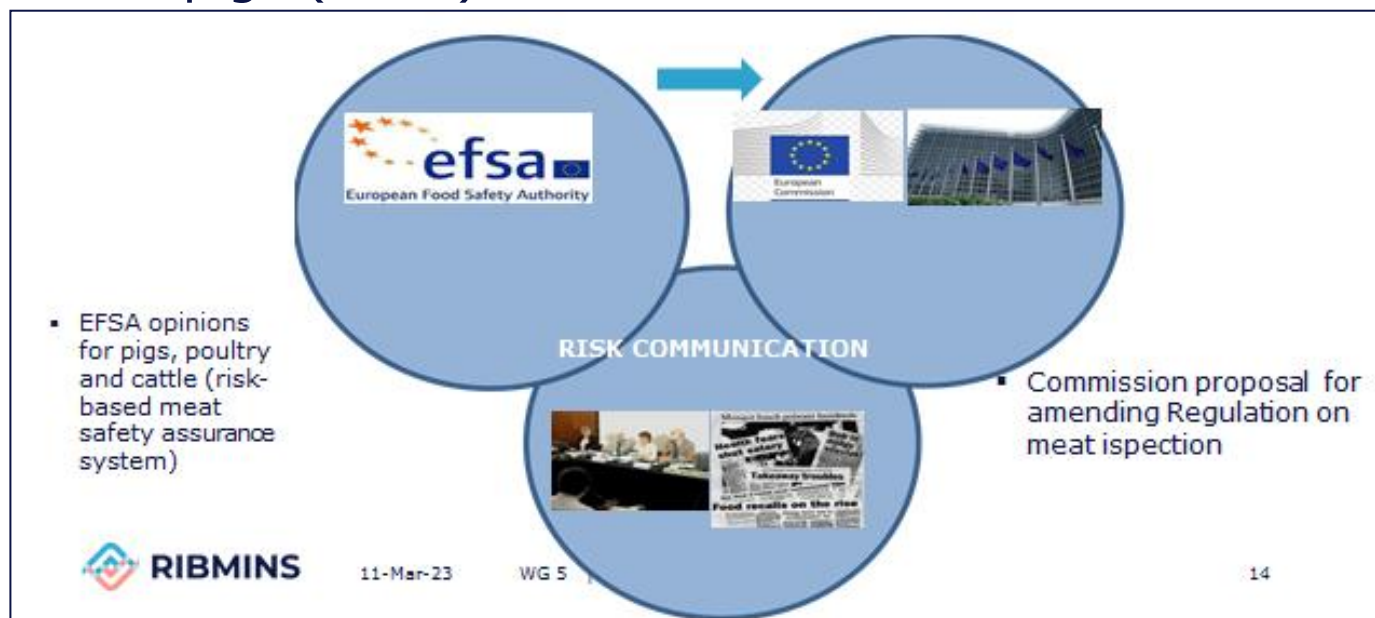 efsa
European Food Safety Authority
European
Commission
▪ EFSA opinions
for pigs, poultry
and cattle (risk-
based meat
safety assurance
system)
RISK COMMUNICATION
▪ Commission proposal for
amending Regulation on
meat ispection
Health fears
shut eatery
Takeaway troubles
Food recalls on the rise
RIBMINS
11-Mar-23
WG 5
14